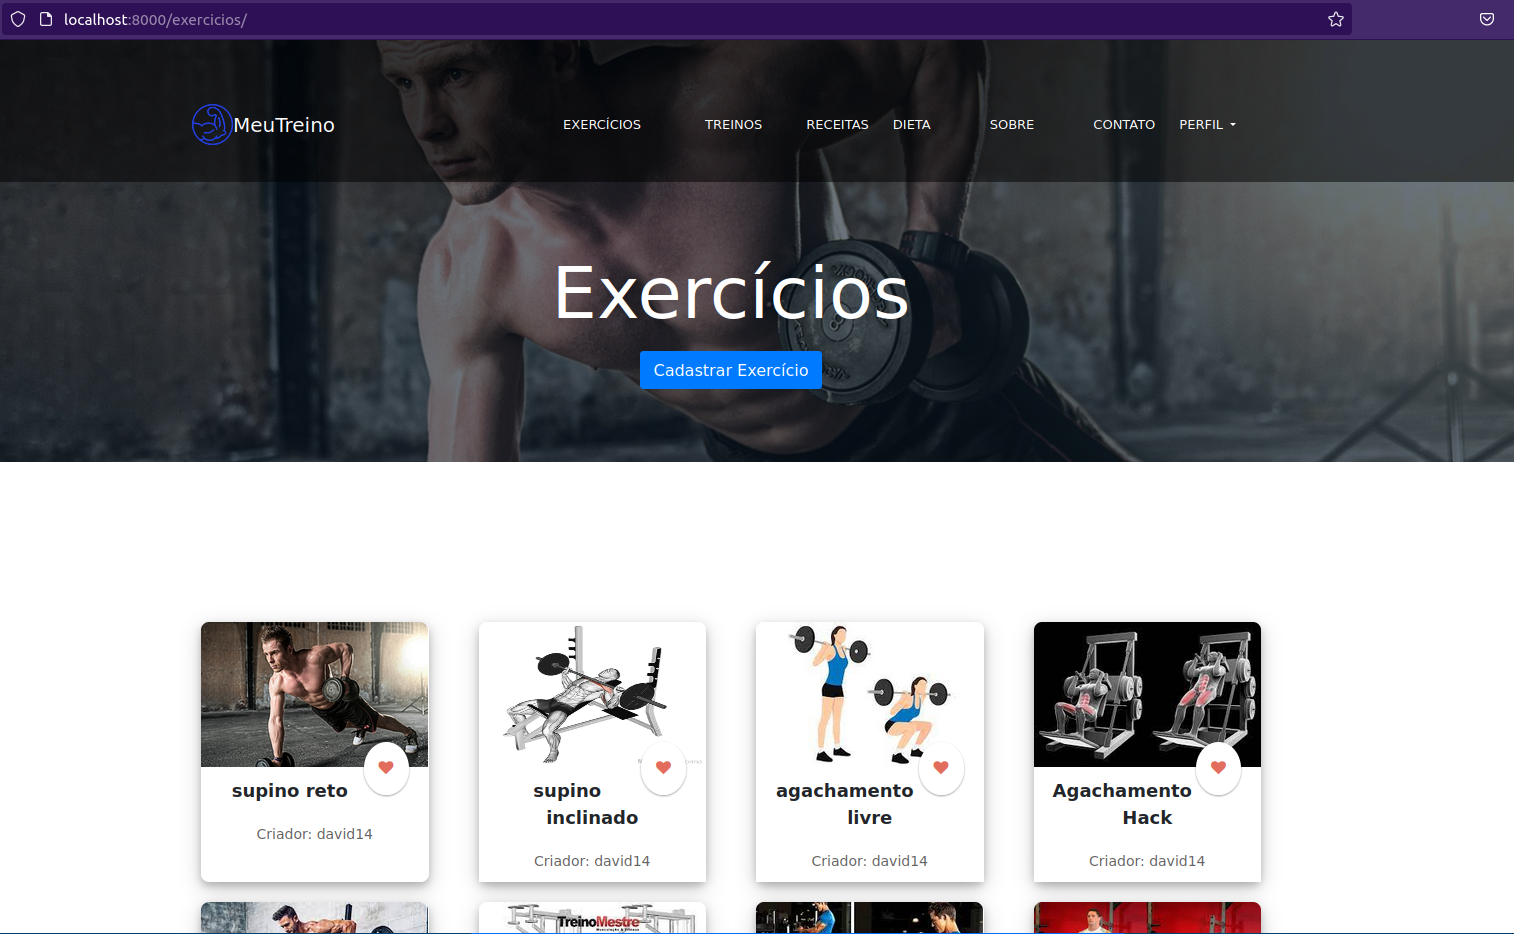 localhost:8000/exercicios/
MeuTreino
EXERCÍCIOS TREINOS RECEITAS DIETA SOBRE CONTATO PERFIL
Exercícios
Cadastrar Exercício
supino reto
Criador: david14
supino
inclinado
Criador: david14
agachamento
livre
Criador: david14
Agachamento
Hack
Criador: david14
TreinoMestre